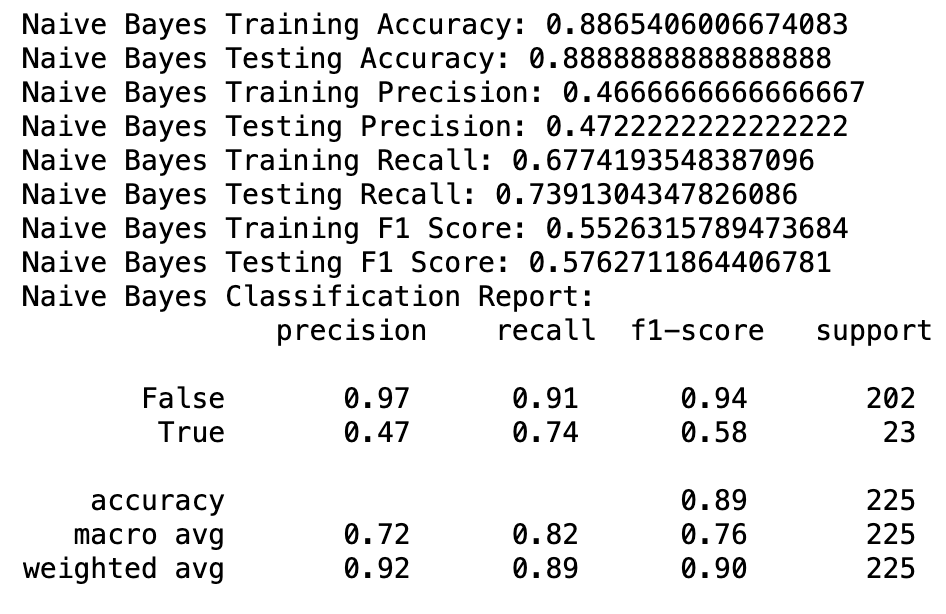 Naive Bayes Training Accuracy: 0.8865406006674083
Naive Bayes Testing Accuracy: 0.8888888888888888
Naive Bayes Training Precision: 0.4666666666666667
Naive Bayes Testing Precision: 0.4722222222222222
Naive Bayes Training Recall: 0.6774193548387096
Naive Bayes Testing Recall: 0.7391304347826086
Naive Bayes Training F1 Score: 0.5526315789473684
Naive Bayes Testing F1 Score: 0.5762711864406781
Naive Bayes Classification Report:
precision recall f1-score support
False 0.97 0.91 0.94 202
True 0.47 0.74 0.58 23
accuracy 0.89 225
macro avg 0.72 0.82 0.76 225
weighted avg 0.92 0.89 0.90 225